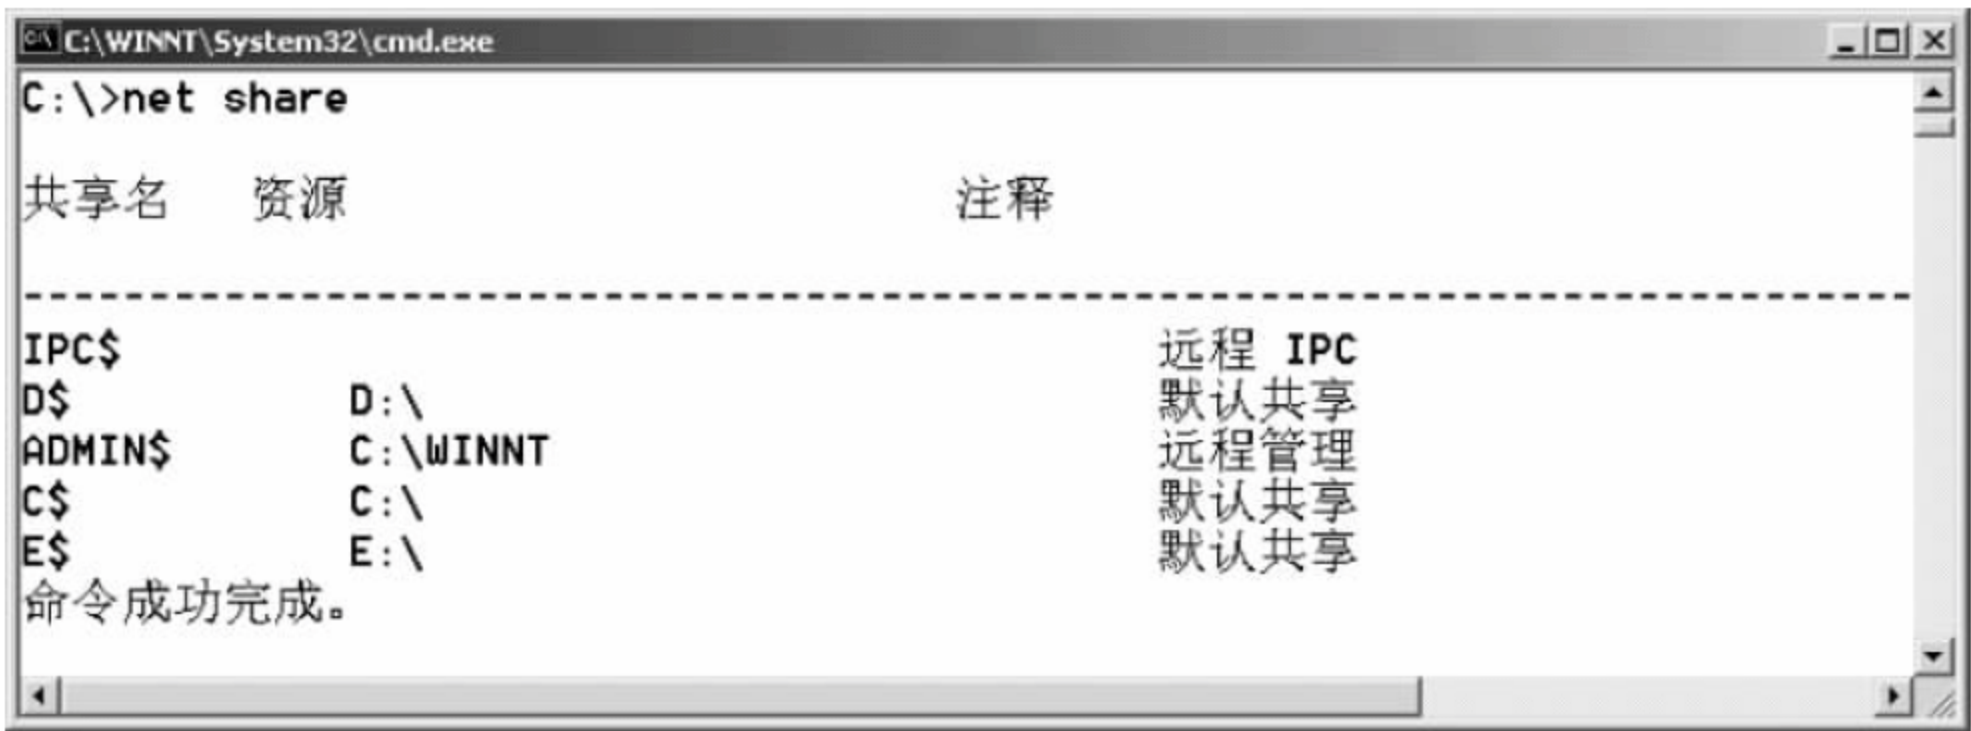 C:\WINNT\System32\cmd.exe
C:\>net share
共享名 资源 注释
--------------------------------------------------------------------------------
IPC$ 远程 IPC
D$ D:\ 默认共享
ADMIN$ C:\WINNT 远程管理
C$ C:\ 默认共享
E$ E:\ 默认共享
命令成功完成。